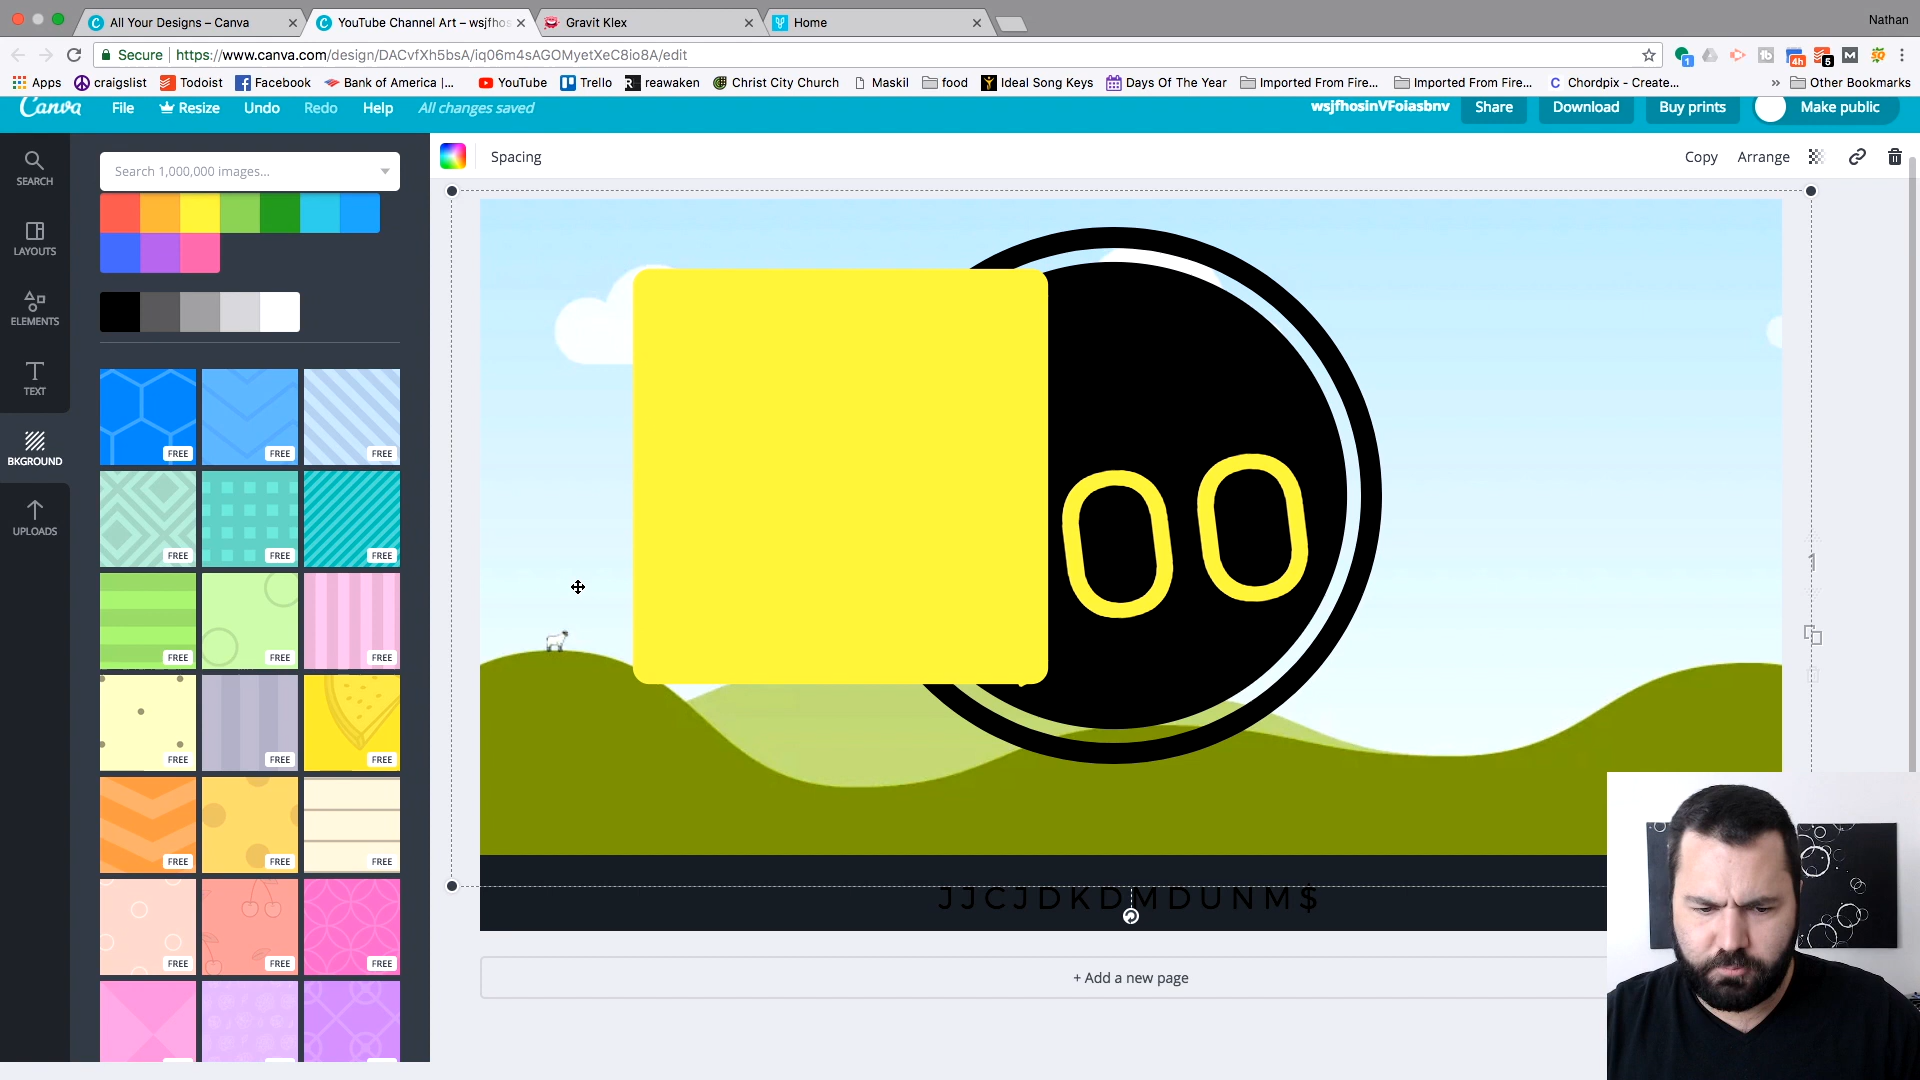 All Your Designs – Canva
YouTube Channel Art – wsjfhos
Gravit Klex
Home
Nathan
Secure
https://www.canva.com/design/DACvfXh5bsA/iq06m4sAGOMyetXeC8io8A/edit
1
4h
5
Apps
craigslist
Todoist
Facebook
Bank of America |...
YouTube
Trello
reawaken
Christ City Church
Maskil
food
Ideal Song Keys
Days Of The Year
Imported From Fire...
Imported From Fire...
Chordpix - Create...
»
Other Bookmarks
Canva
File
Resize
Undo
Redo
Help
All changes saved
wsjfhosinVFoiasbnv
Share
Download
Buy prints
Make public
SEARCH
LAYOUTS
ELEMENTS
TEXT
BKGROUND
UPLOADS
Search 1,000,000 images...
FREE FREE FREE
FREE FREE FREE
FREE FREE FREE
FREE FREE FREE
FREE FREE FREE
FREE FREE FREE
Spacing
Copy
Arrange
OO
1
JJCJDKDMDUNM$
+ Add a new page